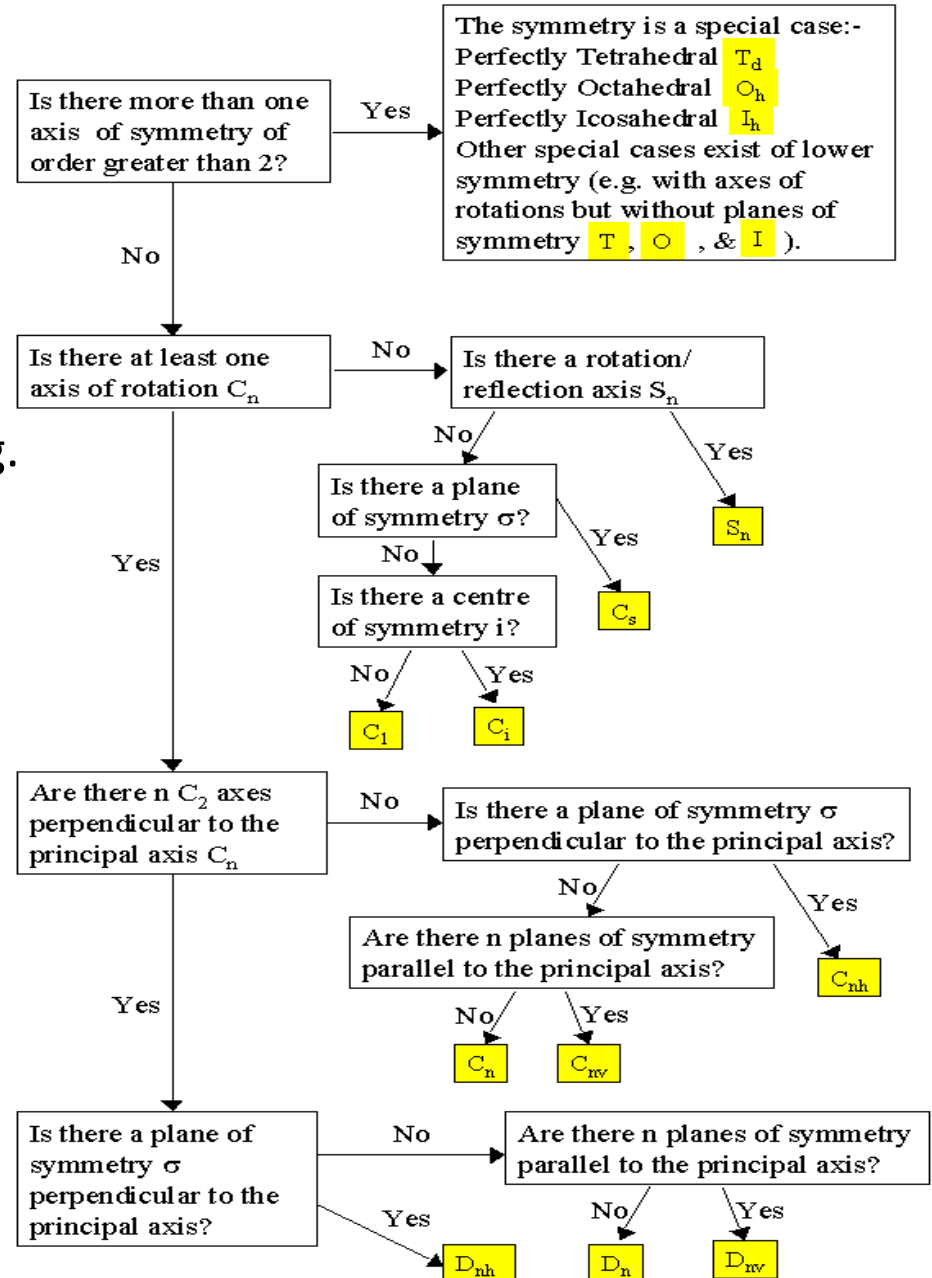 The symmetry is a special case:-
Perfectly Tetrahedral T_d
Perfectly Octahedral O_h
Perfectly Icosahedral I_h
Other special cases exist of lower
symmetry (e.g. with axes of
rotations but without planes of
symmetry T , O , & I ).
Is there more than one
axis of symmetry of
order greater than 2?
Yes
No
Is there at least one
axis of rotation C_n
No
Is there a rotation/
reflection axis S_n
No
Yes
g.
Is there a plane
of symmetry σ?
S_n
Yes
No
Yes
Is there a centre
of symmetry i?
C_s
No
Yes
C_1
C_i
Are there n C_2 axes
perpendicular to the
principal axis C_n
No
Is there a plane of symmetry σ
perpendicular to the principal axis?
No
Yes
Are there n planes of symmetry
parallel to the principal axis?
C_nh
Yes
No
Yes
C_n
C_nv
Is there a plane of
symmetry σ
perpendicular to the
principal axis?
No
Are there n planes of symmetry
parallel to the principal axis?
Yes
No
Yes
D_nh
D_n
D_nv